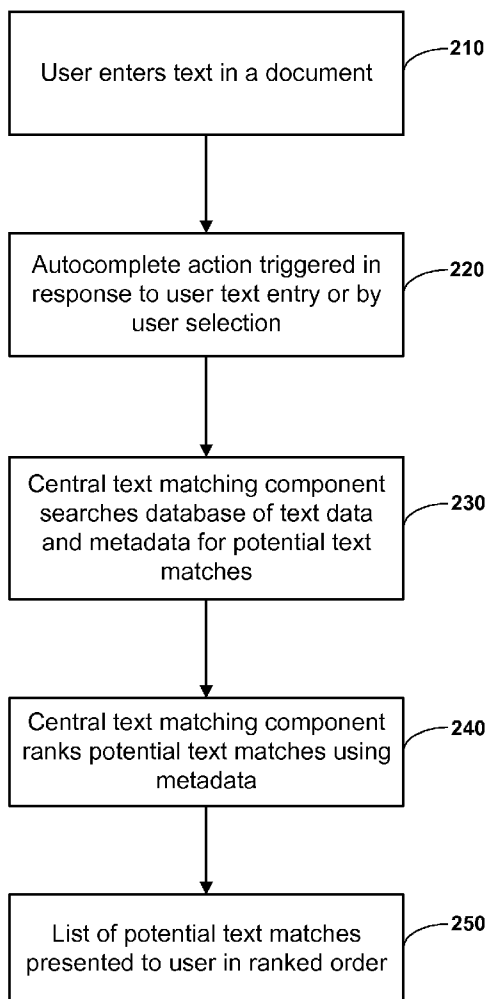 User enters text in a document
210
Autocomplete action triggered in
response to user text entry or by
user selection
220
Central text matching component
searches database of text data
and metadata for potential text
matches
230
Central text matching component
ranks potential text matches using
metadata
240
List of potential text matches
presented to user in ranked order
250